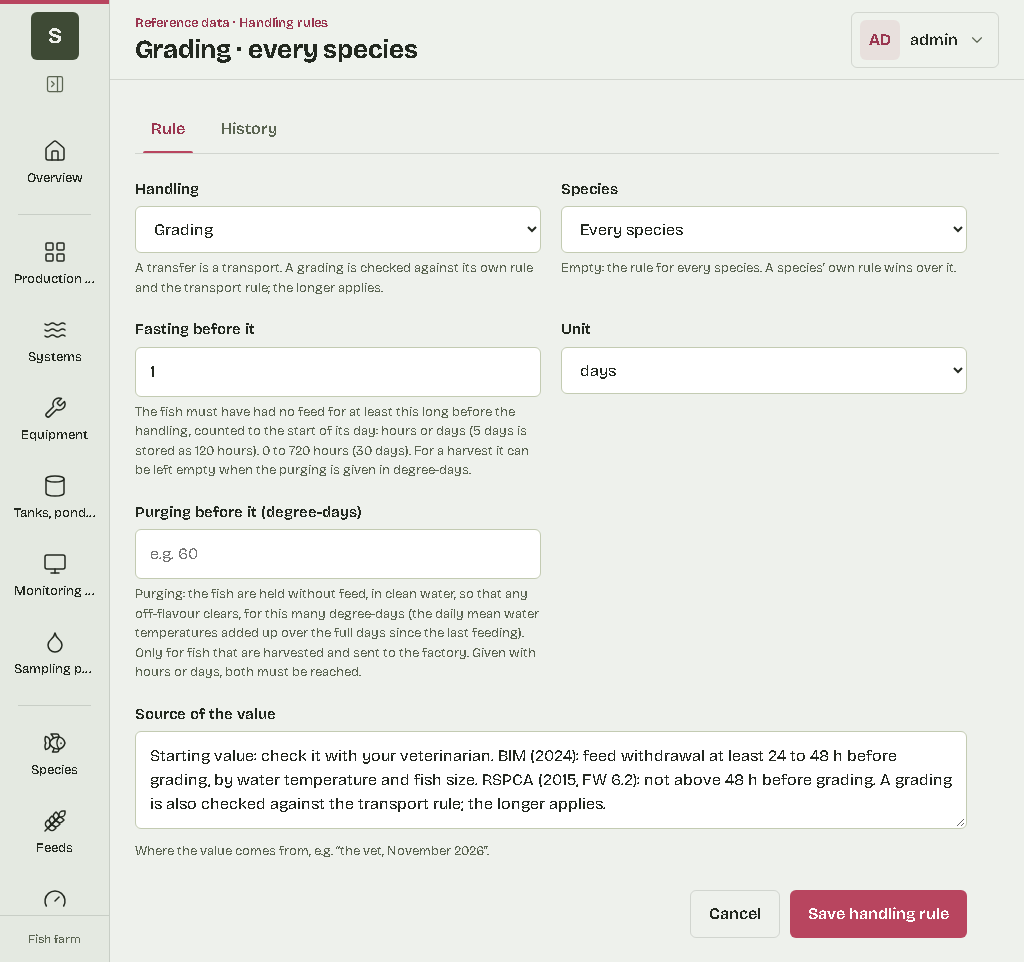 S
Reference data · Handling rules
Grading · every species
AD
admin
Overview
Production ...
Systems
Equipment
Tanks, pond...
Monitoring ...
Sampling p...
Species
Feeds
Fish farm
Rule
History
Handling
Species
Grading
Every species
A transfer is a transport. A grading is checked against its own rule
and the transport rule; the longer applies.
Empty: the rule for every species. A species’ own rule wins over it.
Fasting before it
Unit
1
days
The fish must have had no feed for at least this long before the
handling, counted to the start of its day: hours or days (5 days is
stored as 120 hours). 0 to 720 hours (30 days). For a harvest it can
be left empty when the purging is given in degree-days.
Purging before it (degree-days)
e.g. 60
Purging: the fish are held without feed, in clean water, so that any
off-flavour clears, for this many degree-days (the daily mean water
temperatures added up over the full days since the last feeding).
Only for fish that are harvested and sent to the factory. Given with
hours or days, both must be reached.
Source of the value
Starting value: check it with your veterinarian. BIM (2024): feed withdrawal at least 24 to 48 h before
grading, by water temperature and fish size. RSPCA (2015, FW 6.2): not above 48 h before grading. A grading
is also checked against the transport rule; the longer applies.
Where the value comes from, e.g. “the vet, November 2026”.
Cancel
Save handling rule